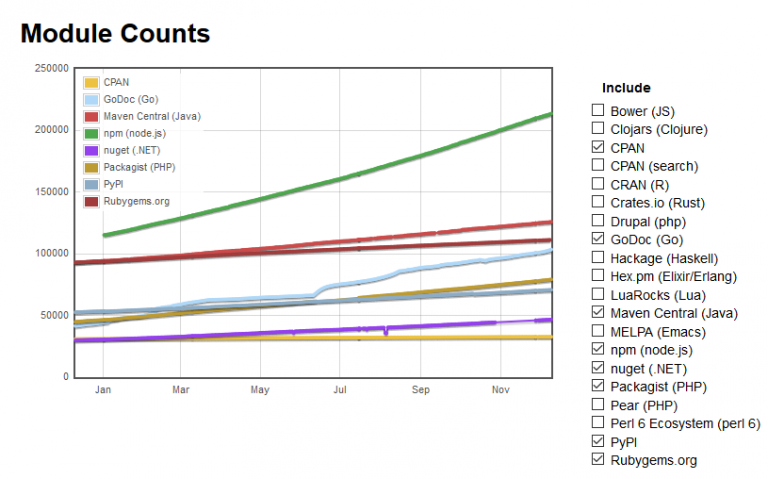 Module Counts
250000
200000
150000
100000
50000
0
CPAN
GoDoc (Go)
Maven Central (Java)
npm (node.js)
nuget (.NET)
Packagist (PHP)
PyPI
Rubygems.org
Jan
Mar
May
Jul
Sep
Nov
Include
Bower (JS)
Clojars (Clojure)
CPAN
CPAN (search)
CRAN (R)
Crates.io (Rust)
Drupal (php)
GoDoc (Go)
Hackage (Haskell)
Hex.pm (Elixir/Erlang)
LuaRocks (Lua)
Maven Central (Java)
MELPA (Emacs)
npm (node.js)
nuget (.NET)
Packagist (PHP)
Pear (PHP)
Perl 6 Ecosystem (perl 6)
PyPI
Rubygems.org